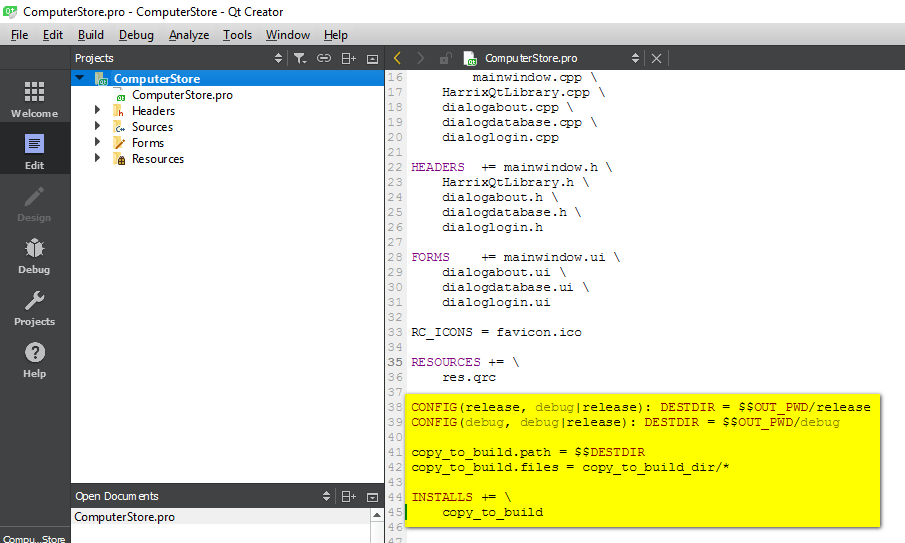 ComputerStore.pro - ComputerStore - Qt Creator
File Edit Build Debug Analyze Tools Window Help
Projects
ComputerStore.pro
Welcome
Edit
Design
Debug
Projects
Help
ComputerStore
ComputerStore.pro
Headers
Sources
Forms
Resources
Open Documents
ComputerStore.pro
Compu...Store
16 mainwindow.cpp \
17 HarrixQtLibrary.cpp \
18 dialogabout.cpp \
19 dialogdatabase.cpp \
20 dialoglogin.cpp
21
22 HEADERS += mainwindow.h \
23 HarrixQtLibrary.h \
24 dialogabout.h \
25 dialogdatabase.h \
26 dialoglogin.h
27
28 FORMS += mainwindow.ui \
29 dialogabout.ui \
30 dialogdatabase.ui \
31 dialoglogin.ui
32
33 RC_ICONS = favicon.ico
34
35 RESOURCES += \
36 res.qrc
37
38 CONFIG(release, debug|release): DESTDIR = $$OUT_PWD/release
39 CONFIG(debug, debug|release): DESTDIR = $$OUT_PWD/debug
40
41 copy_to_build.path = $$DESTDIR
42 copy_to_build.files = copy_to_build_dir/*
43
44 INSTALLS += \
45 copy_to_build
46
47